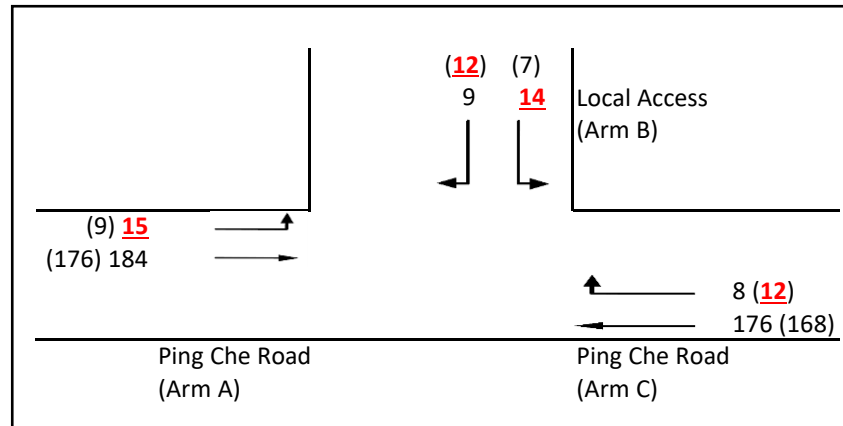 (12) (7)
9 14 Local Access
(Arm B)
(9) 15
(176) 184
8 (12)
176 (168)
Ping Che Road Ping Che Road
(Arm A) (Arm C)